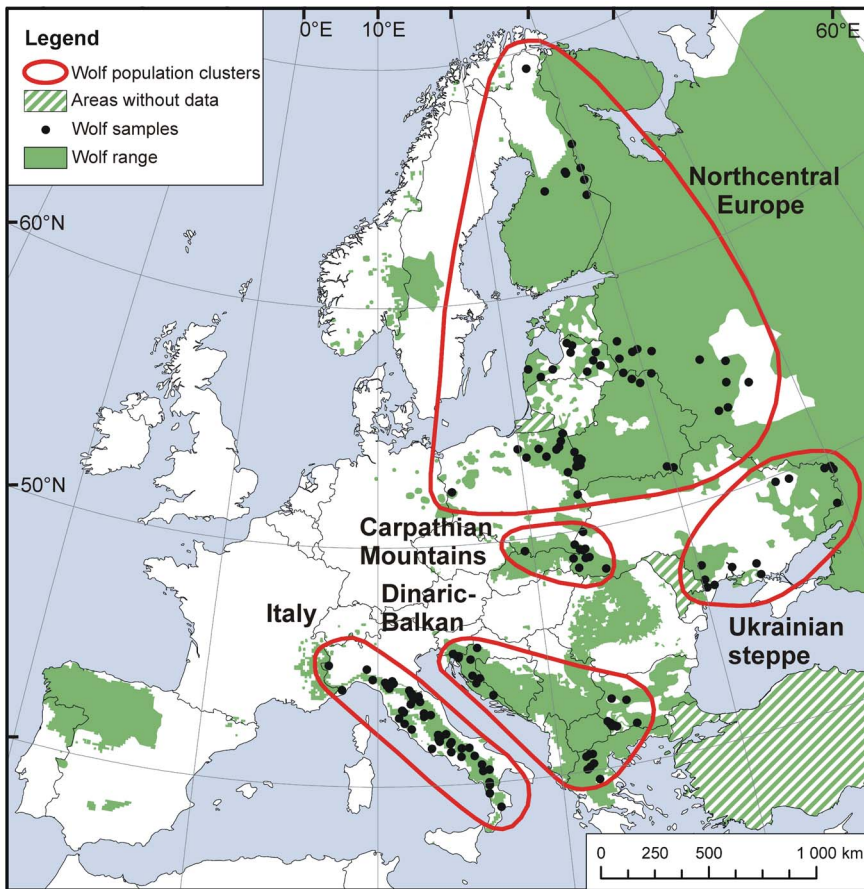 0°E
10°E
60°E
Legend
Wolf population clusters
Areas without data
Wolf samples
Wolf range
60°N
50°N
Northcentral
Europe
Carpathian
Mountains
Dinaric-
Balkan
Italy
Ukrainian
steppe
0
250
500
1 000 km